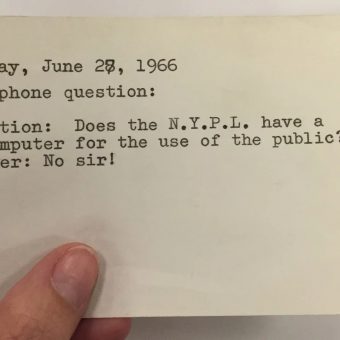 ay, June 28, 1966
phone question:
tion: Does the N.Y.P.L. have a
mputer for the use of the public?
er: No sir!